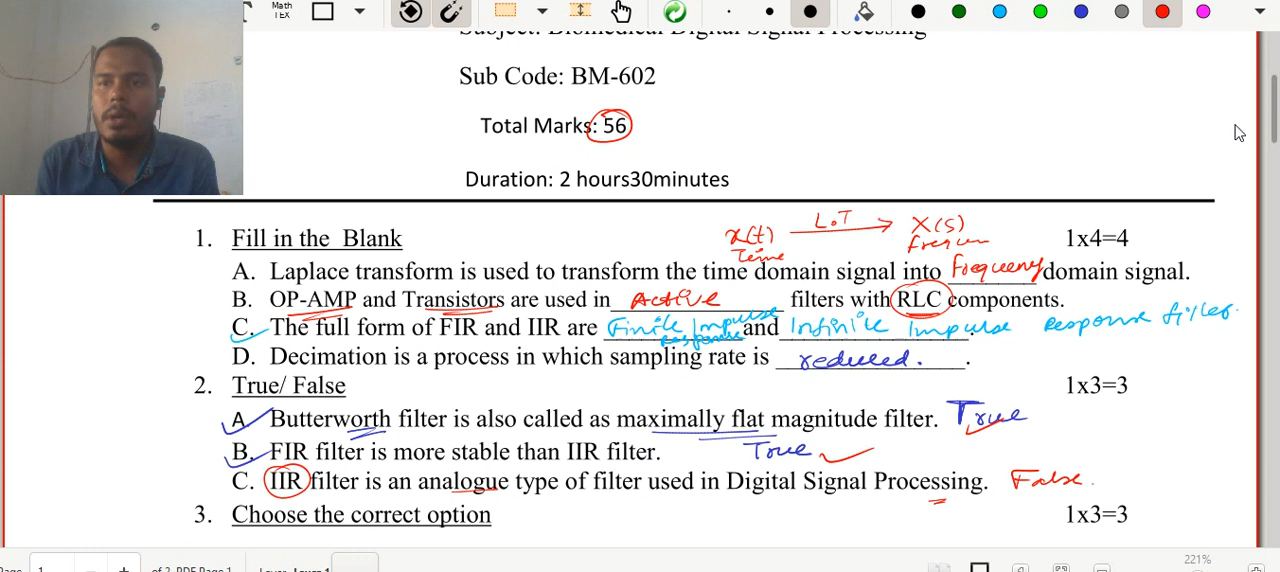 Math
TEX
Subject: Biomedical Digital Signal Processing
Sub Code: BM-602
Total Marks: 56
Duration: 2 hours30minutes
x(t) L.T X(S)
Time frequen
1. Fill in the Blank 1x4=4
A. Laplace transform is used to transform the time domain signal into frequency domain signal.
B. OP-AMP and Transistors are used in Active filters with RLC components.
C. The full form of FIR and IIR are Finite Impulse Response and Infinite Impulse Response filter.
D. Decimation is a process in which sampling rate is reduced.
2. True/ False 1x3=3
A. Butterworth filter is also called as maximally flat magnitude filter. True
B. FIR filter is more stable than IIR filter. True
C. IIR filter is an analogue type of filter used in Digital Signal Processing. False.
3. Choose the correct option 1x3=3
221%